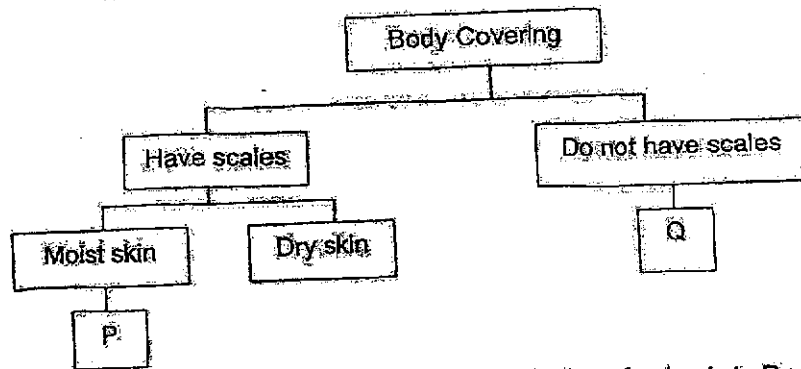 Body Covering
Have scales
Do not have scales
Moist skin
Dry skin
Q
P